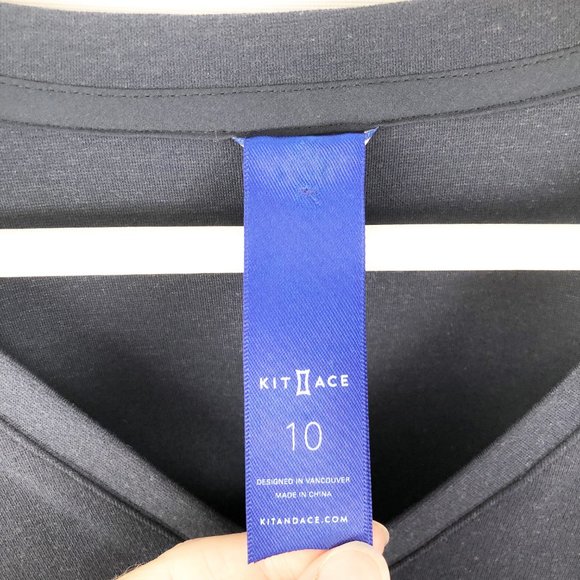 KIT ACE
10
DESIGNED IN VANCOUVER
MADE IN CHINA
KITANDACE.COM